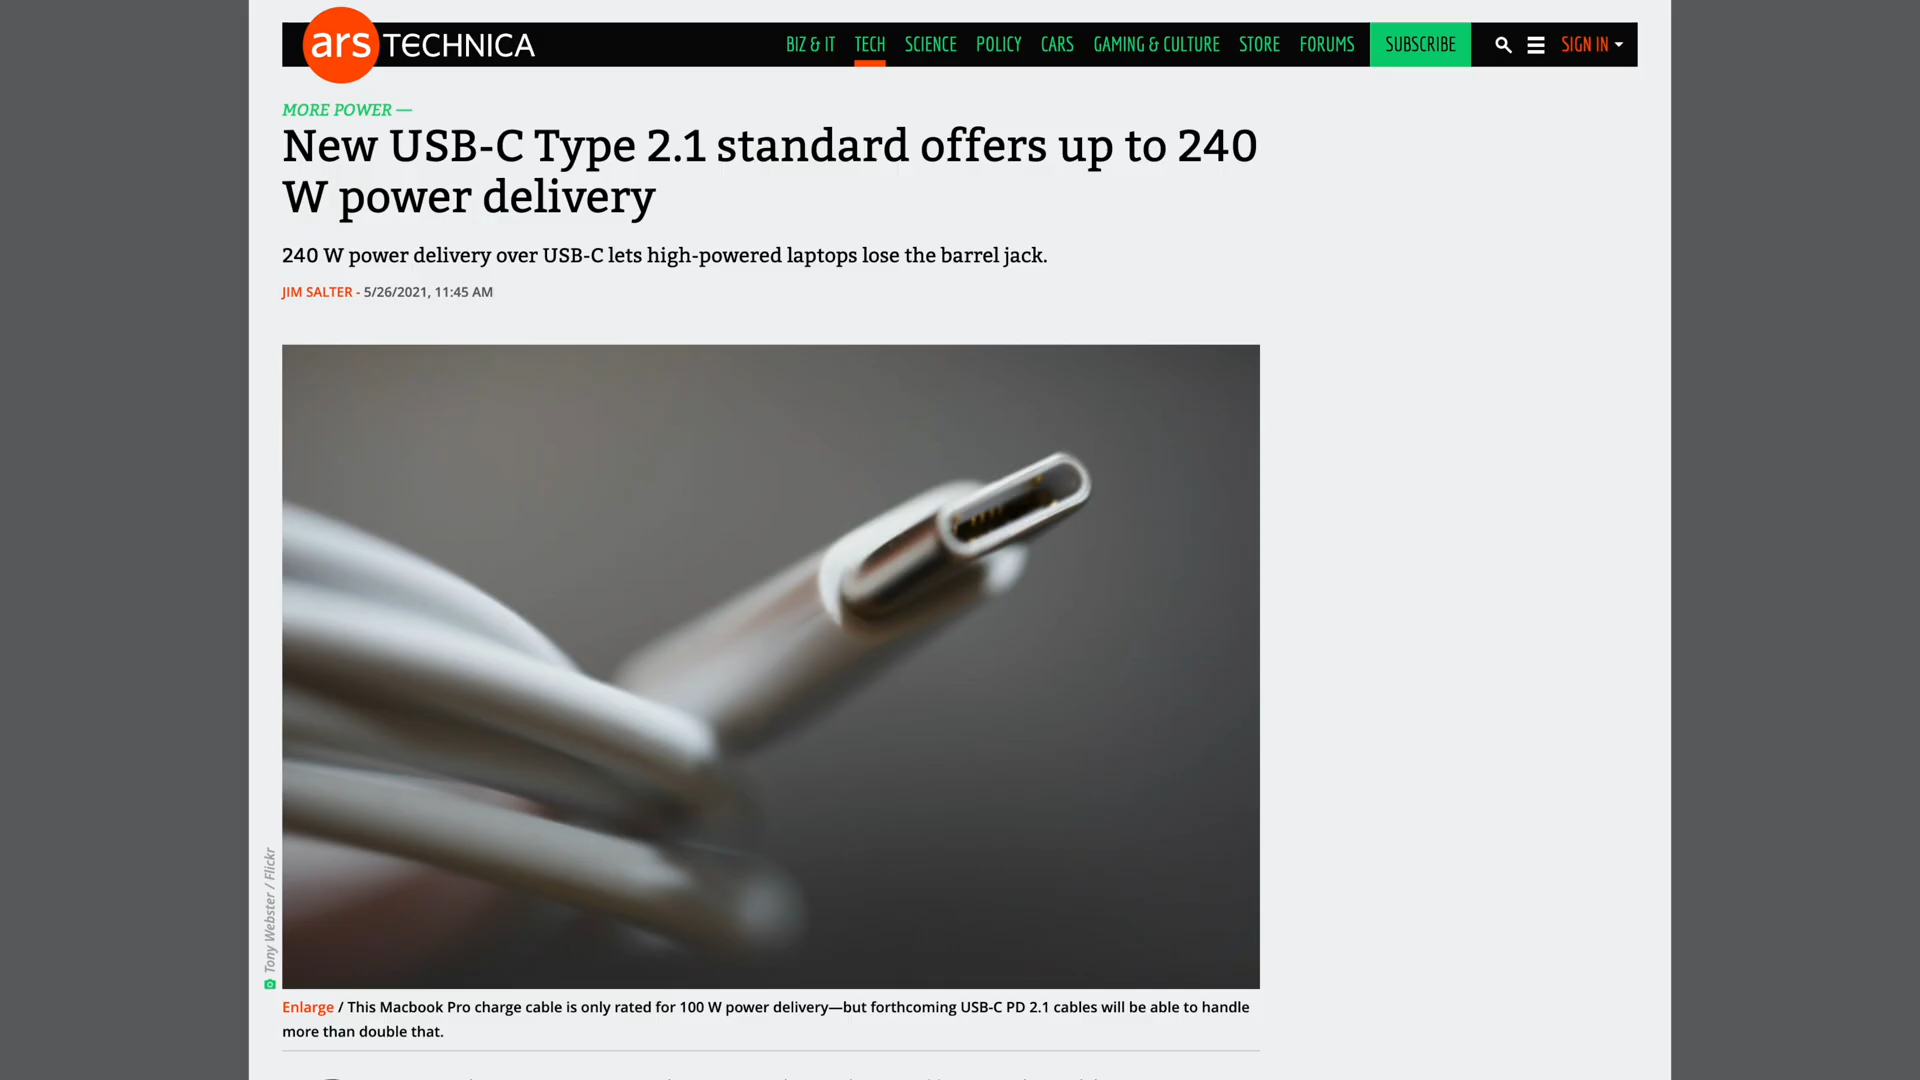 ars TECHNICA
BIZ & IT TECH SCIENCE POLICY CARS GAMING & CULTURE STORE FORUMS SUBSCRIBE SIGN IN
MORE POWER —
New USB-C Type 2.1 standard offers up to 240
W power delivery
240 W power delivery over USB-C lets high-powered laptops lose the barrel jack.
JIM SALTER - 5/26/2021, 11:45 AM
Tony Webster / Flickr
Enlarge / This Macbook Pro charge cable is only rated for 100 W power delivery—but forthcoming USB-C PD 2.1 cables will be able to handle
more than double that.